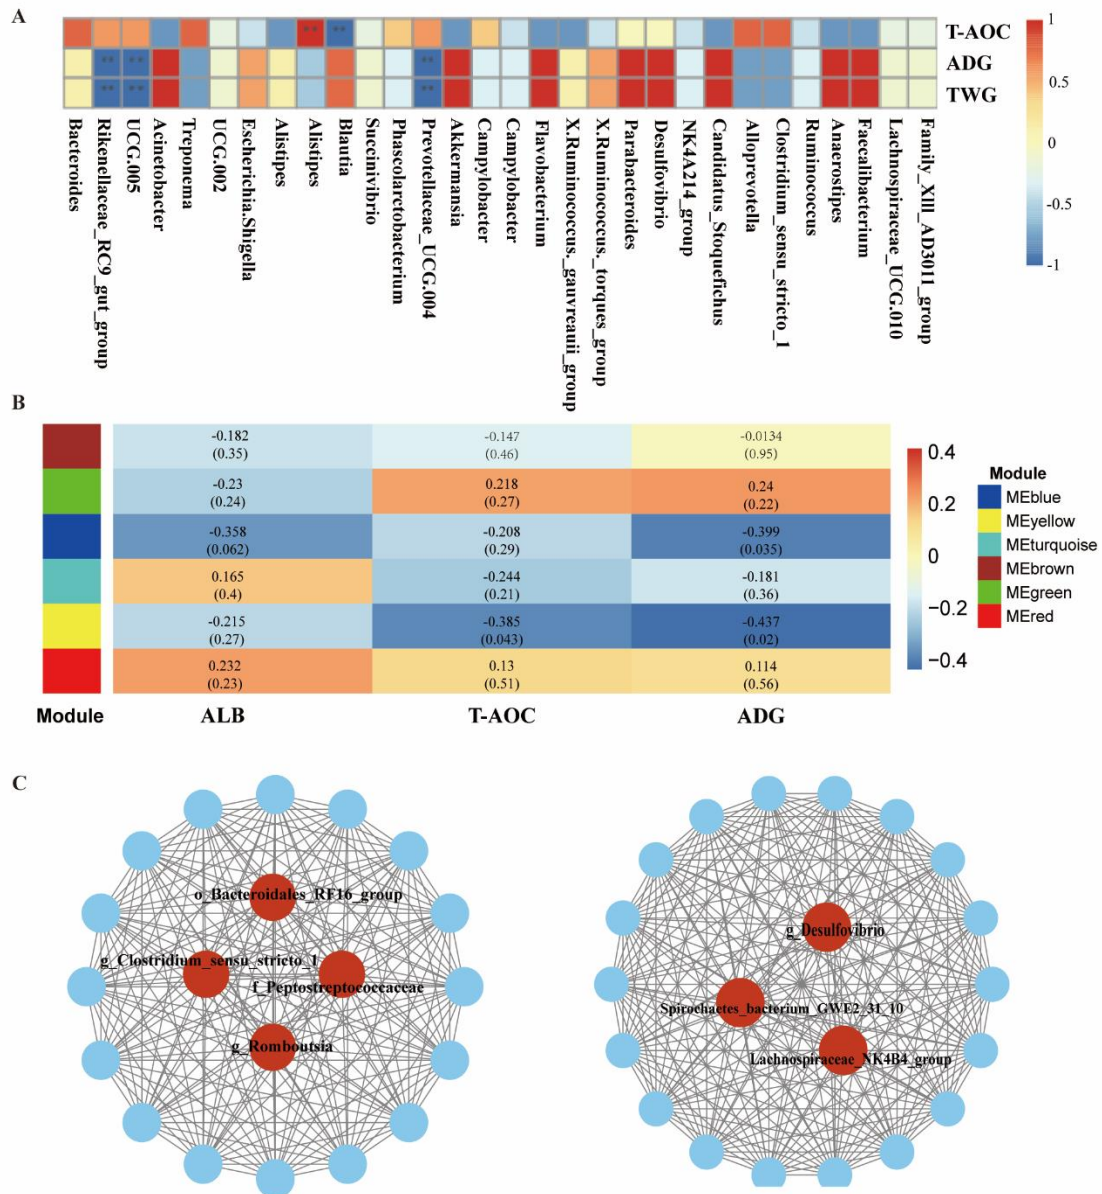 A
** **
T-AOC
** ** **
ADG
** ** **
TWG
1
0.5
0
-0.5
-1
Bacteroides
Rikenellaceae_RC9_gut_group
UCG.005
Acinetobacter
Treponema
UCG.002
Escherichia.Shigella
Alistipes
Alistipes
Blautia
Succinivibrio
Phascolarctobacterium
Prevotellaceae_UCG.004
Akkermansia
Campylobacter
Campylobacter
Flavobacterium
X.Ruminococcus._gauvreauii_group
X.Ruminococcus._torques_group
Parabacteroides
Desulfovibrio
NK4A214_group
Candidatus_Stoquefichus
Alloprevotella
Clostridium_sensu_stricto_1
Ruminococcus
Anaerostipes
Faecalibacterium
Lachnospiraceae_UCG.010
Family_XIII_AD3011_group
B
-0.182 -0.147 -0.0134
(0.35) (0.46) (0.95)
-0.23 0.218 0.24
(0.24) (0.27) (0.22)
-0.358 -0.208 -0.399
(0.062) (0.29) (0.035)
0.165 -0.244 -0.181
(0.4) (0.21) (0.36)
-0.215 -0.385 -0.437
(0.27) (0.043) (0.02)
0.232 0.13 0.114
(0.23) (0.51) (0.56)
Module ALB T-AOC ADG
0.4
0.2
0
−0.2
−0.4
Module
MEblue
MEyellow
MEturquoise
MEbrown
MEgreen
MEred
C
o_Bacteroidales_RF16_group
g_Clostridium_sensu_stricto_1
f_Peptostreptococcaceae
g_Romboutsia
g_Desulfovibrio
Spirochaetes_bacterium_GWE2_31_10
Lachnospiraceae_NK4B4_group